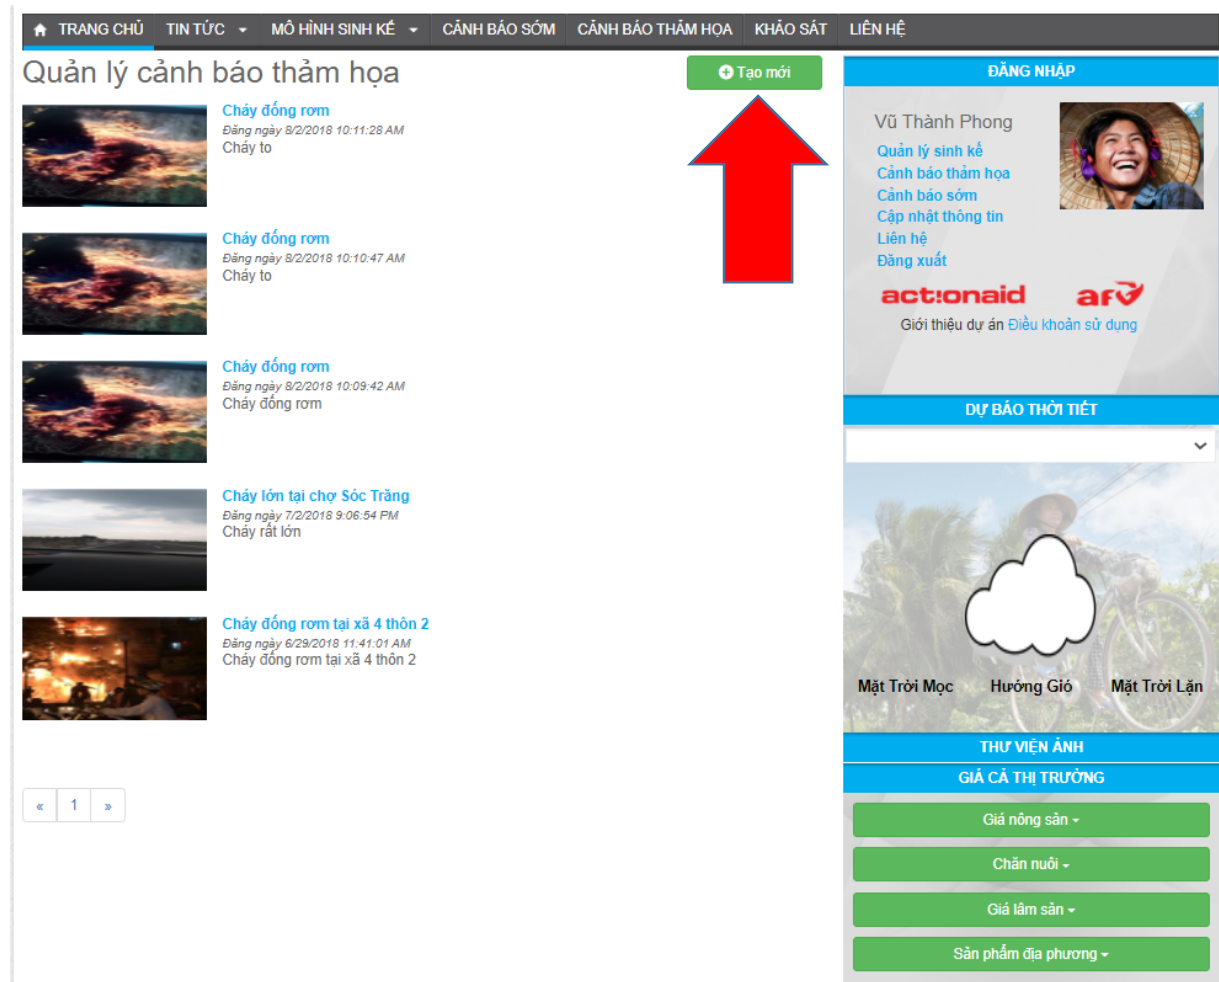 TRANG CHỦ TIN TỨC MÔ HÌNH SINH KẾ CẢNH BÁO SỚM CẢNH BÁO THẢM HỌA KHẢO SÁT LIÊN HỆ
Quản lý cảnh báo thảm họa
Tạo mới
Cháy đống rơm
Đăng ngày 8/2/2018 10:11:28 AM
Cháy to
Cháy đống rơm
Đăng ngày 8/2/2018 10:10:47 AM
Cháy to
Cháy đống rơm
Đăng ngày 8/2/2018 10:09:42 AM
Cháy đống rơm
Cháy lớn tại chợ Sóc Trăng
Đăng ngày 7/2/2018 9:06:54 PM
Cháy rất lớn
Cháy đống rơm tại xã 4 thôn 2
Đăng ngày 6/29/2018 11:41:01 AM
Cháy đống rơm tại xã 4 thôn 2
« 1 »
ĐĂNG NHẬP
Vũ Thành Phong
Quản lý sinh kế
Cảnh báo thảm họa
Cảnh báo sớm
Cập nhật thông tin
Liên hệ
Đăng xuất
act:onaid afv
Giới thiệu dự án Điều khoản sử dụng
DỰ BÁO THỜI TIẾT
Mặt Trời Mọc Hướng Gió Mặt Trời Lặn
THƯ VIỆN ẢNH
GIÁ CẢ THỊ TRƯỜNG
Giá nông sản
Chăn nuôi
Giá lâm sản
Sản phẩm địa phương